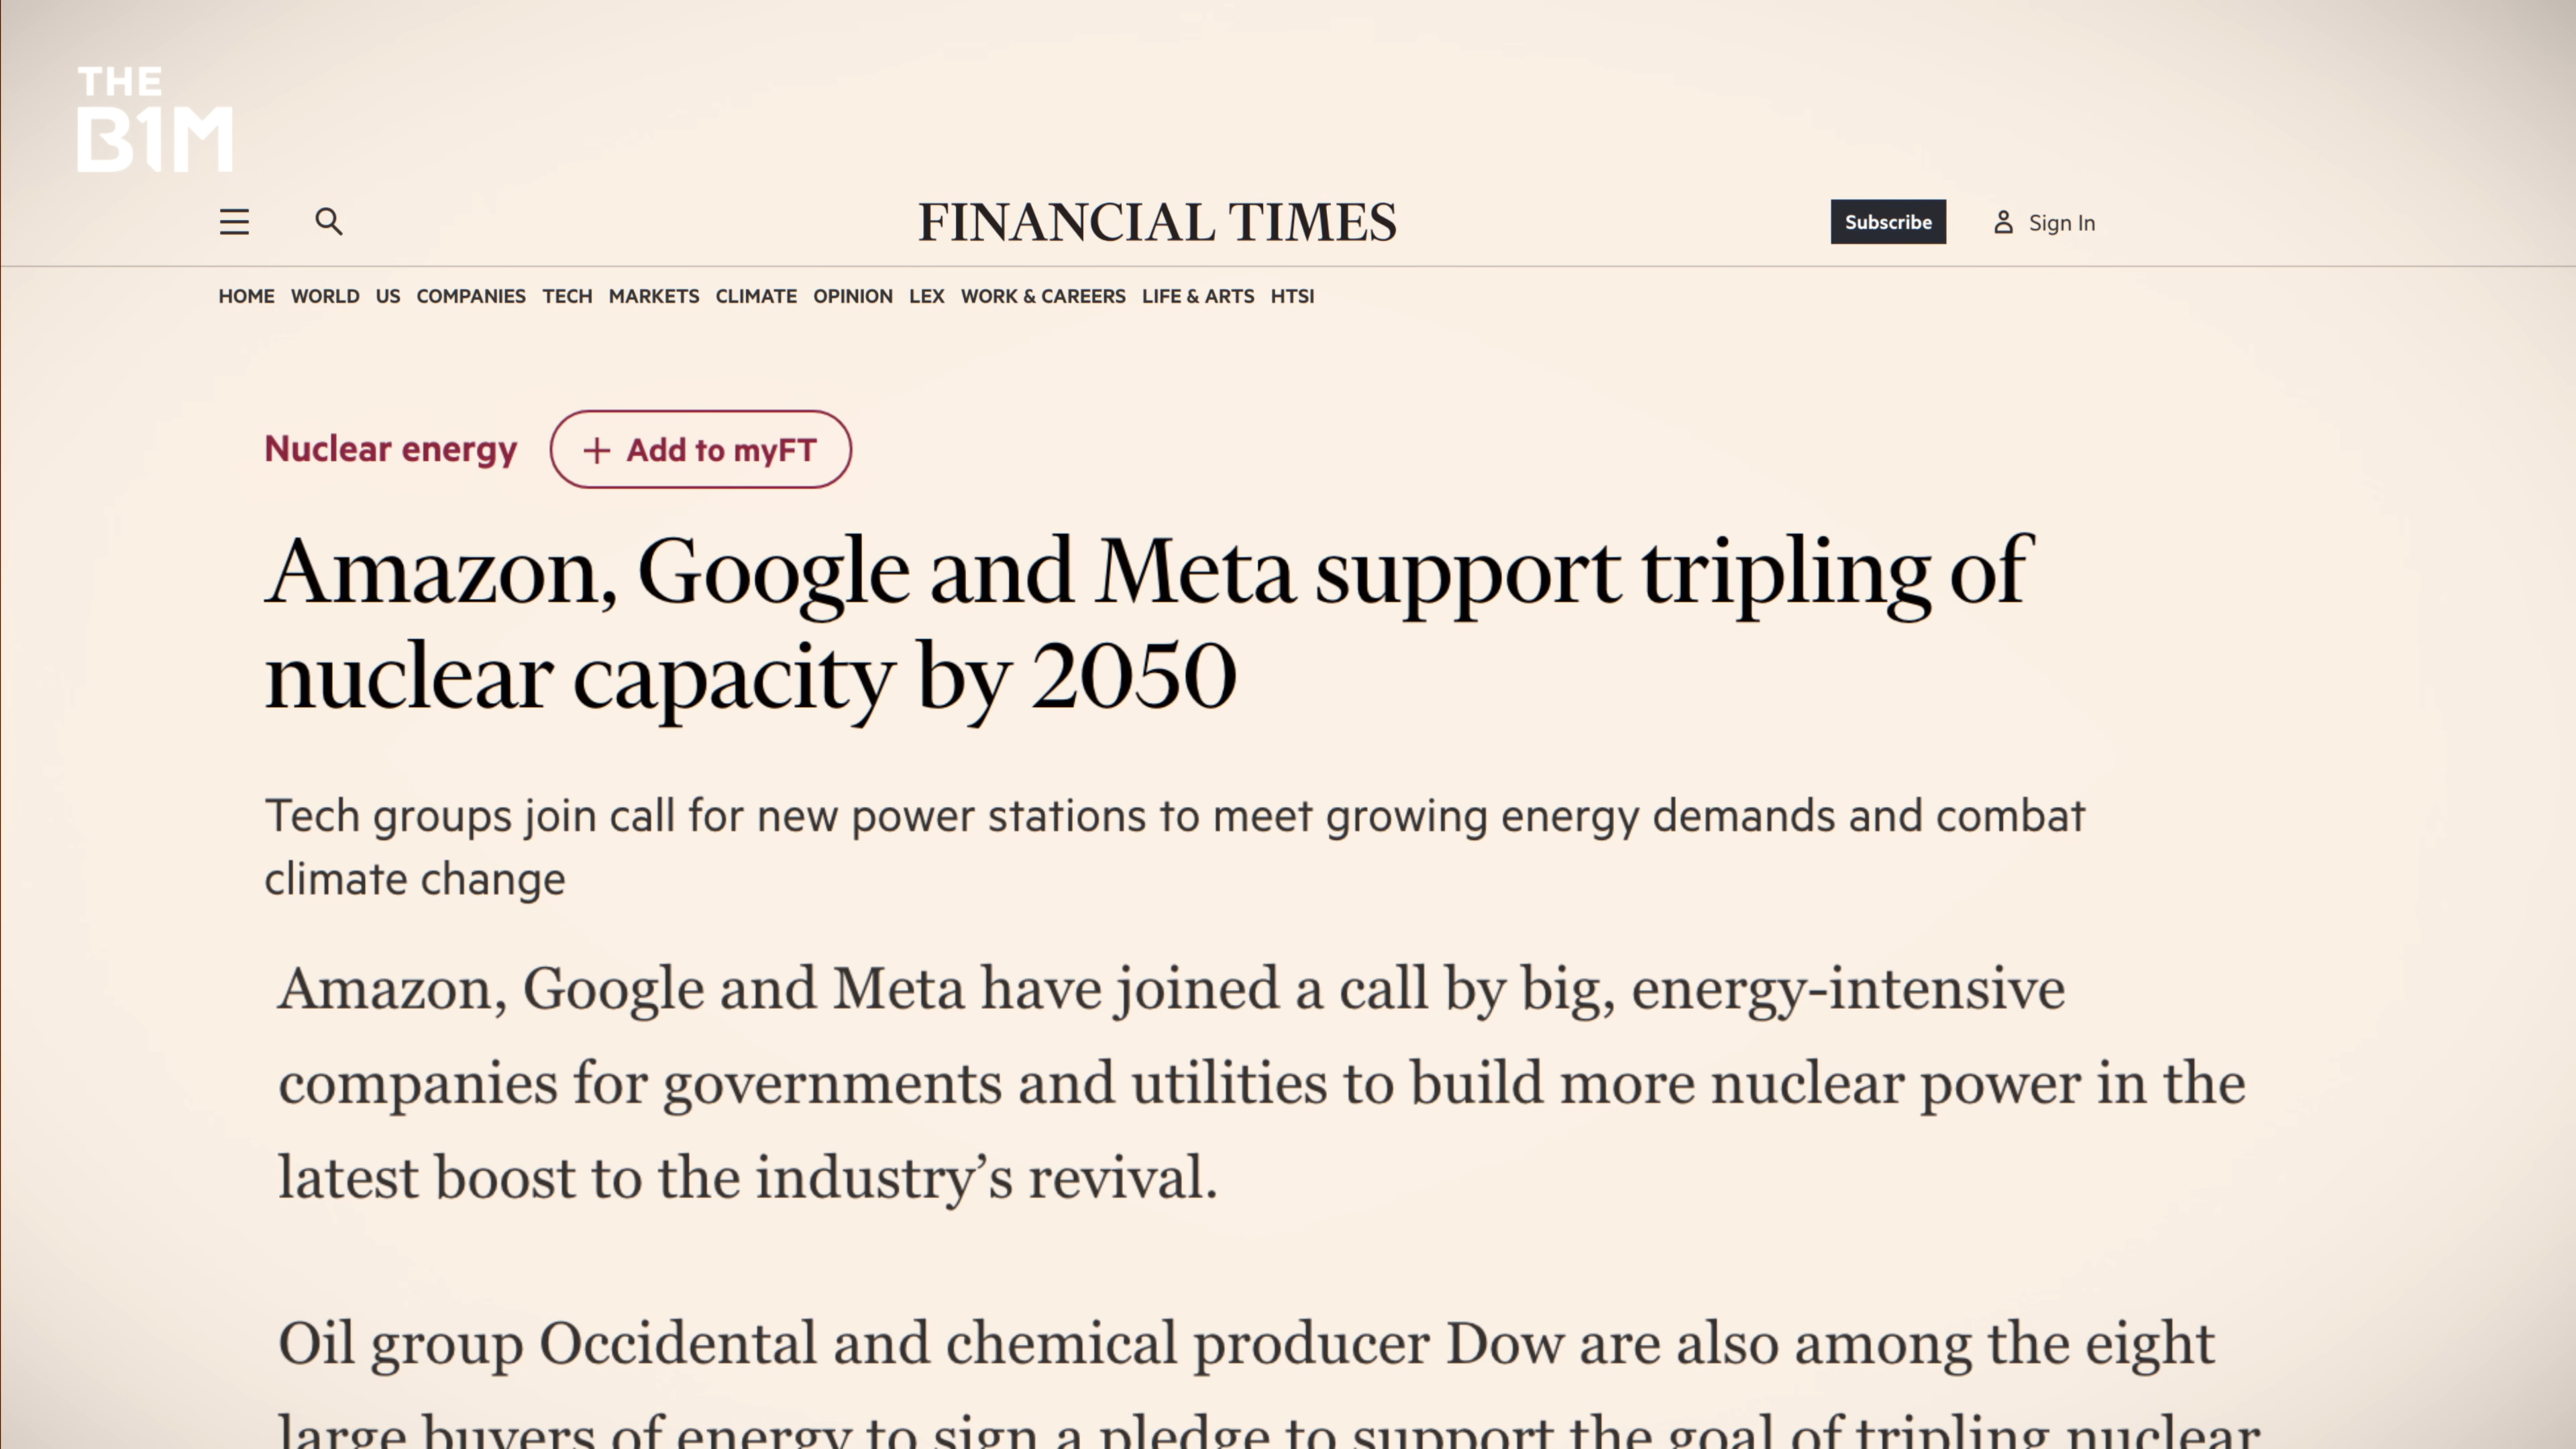 THE
B1M
FINANCIAL TIMES
Subscribe
Sign In
HOME WORLD US COMPANIES TECH MARKETS CLIMATE OPINION LEX WORK & CAREERS LIFE & ARTS HTSI
Nuclear energy
+ Add to myFT
Amazon, Google and Meta support tripling of
nuclear capacity by 2050
Tech groups join call for new power stations to meet growing energy demands and combat
climate change
Amazon, Google and Meta have joined a call by big, energy-intensive
companies for governments and utilities to build more nuclear power in the
latest boost to the industry’s revival.
Oil group Occidental and chemical producer Dow are also among the eight
large buyers of energy to sign a pledge to support the goal of tripling nuclear